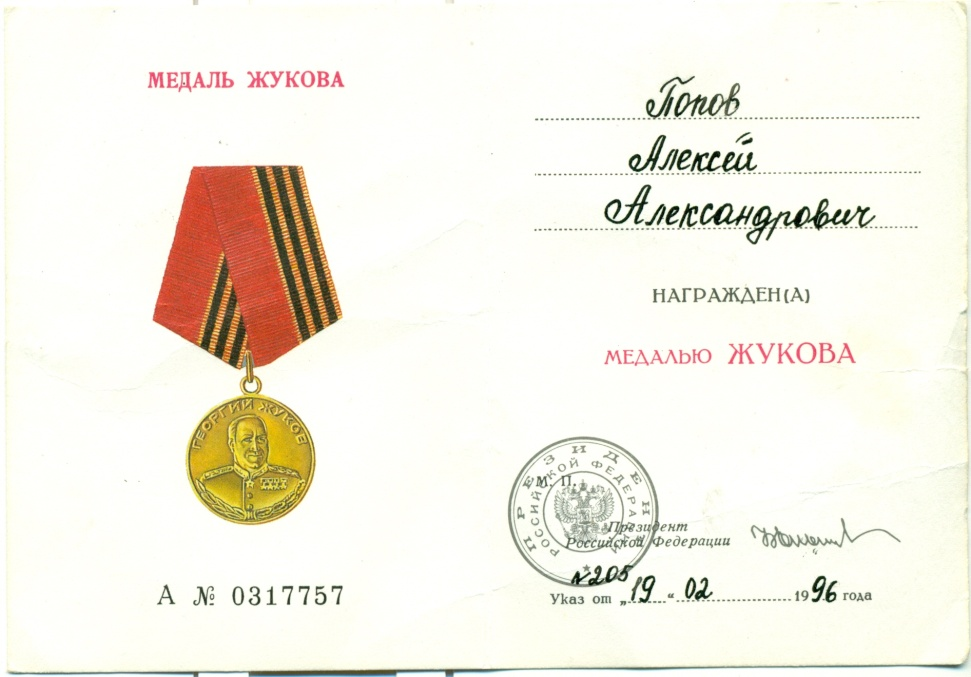 МЕДАЛЬ ЖУКОВА
ГЕОРГИЙ ЖУКОВ
А № 0317757
Попов
Алексей
Александрович
НАГРАЖДЕН(А)
МЕДАЛЬЮ ЖУКОВА
ПРЕЗИДЕНТ
РОССИЙСКОЙ ФЕДЕРАЦИИ
М. П.
Президент
Российской Федерации
№205
Указ от „19“ 02 1996 года